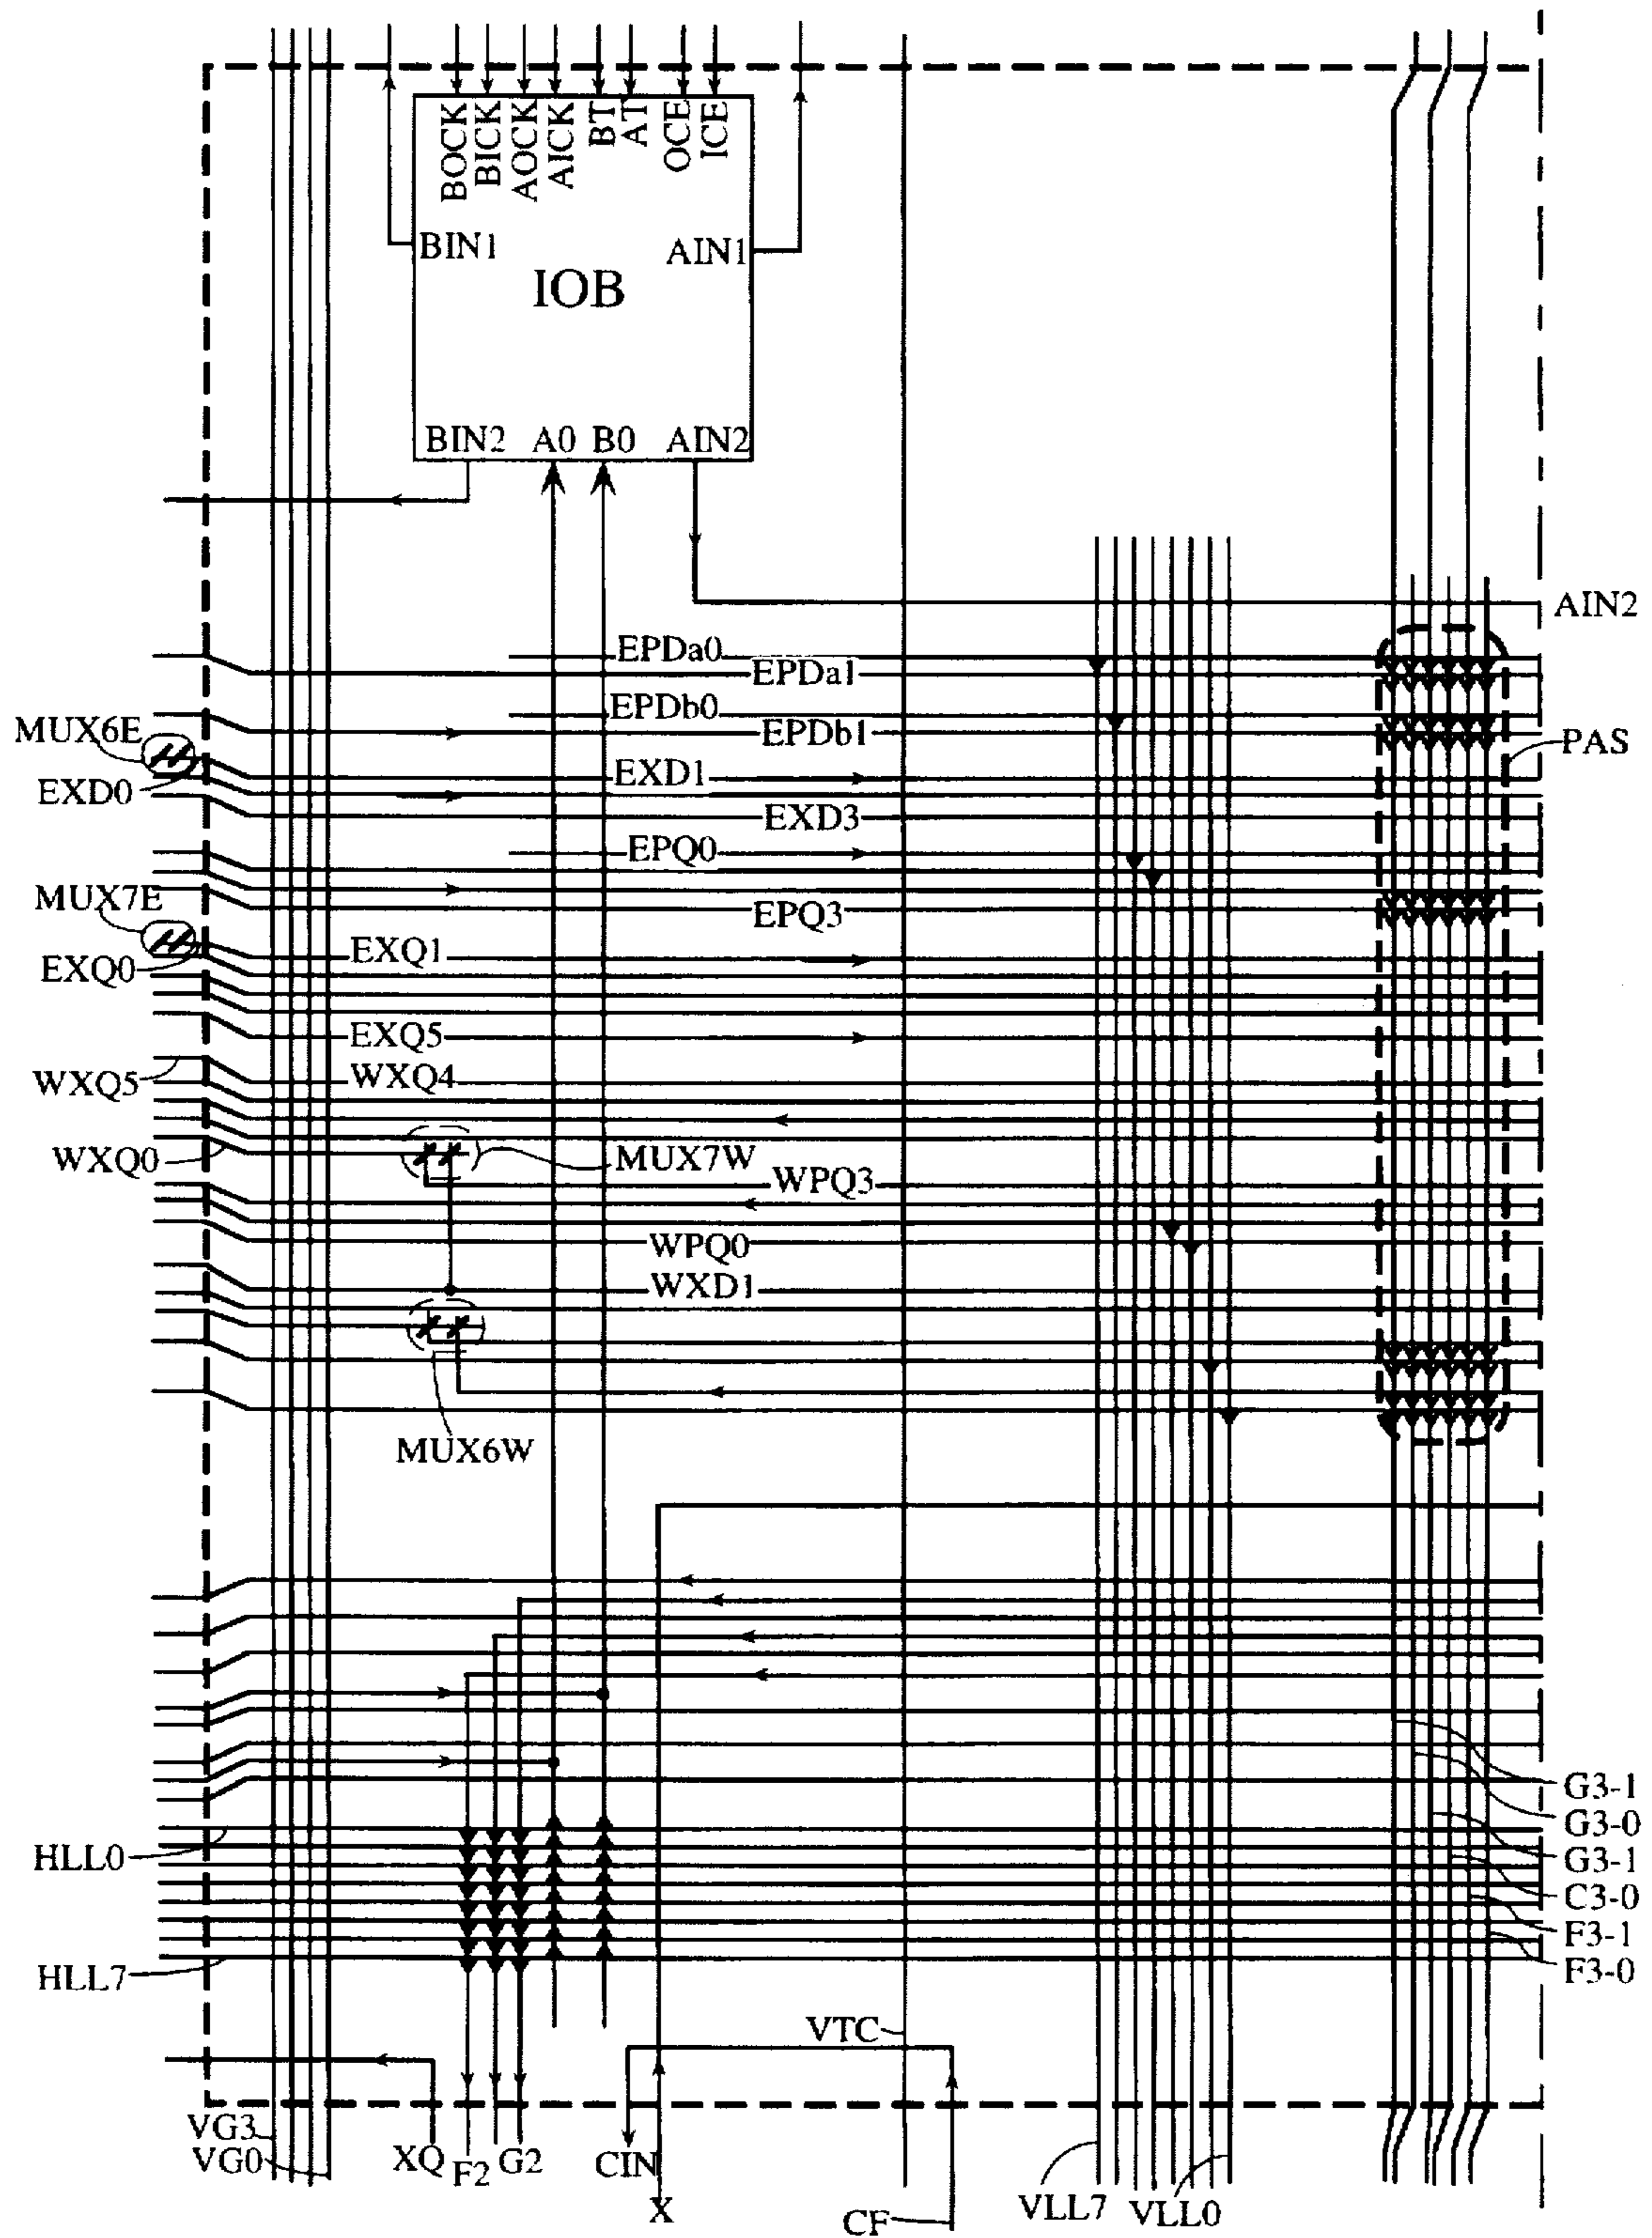 BOCK
BICK
AOCK
AICK
BT
AT
OCE
ICE
BIN1
AIN1
IOB
BIN2 A0 B0 AIN2
AIN2
EPDa0
EPDa1
EPDb0
MUX6E
EPDb1
PAS
EXD1
EXD0
EXD3
EPQ0
MUX7E
EPQ3
EXQ1
EXQ0
EXQ5
WXQ5
WXQ4
WXQ0
MUX7W
WPQ3
WPQ0
WXD1
MUX6W
G3-1
G3-0
HLL0
G3-1
C3-0
F3-1
HLL7
F3-0
VTC
VG3
VG0
XQ
F2
G2
CIN
X
CF
VLL7
VLL0